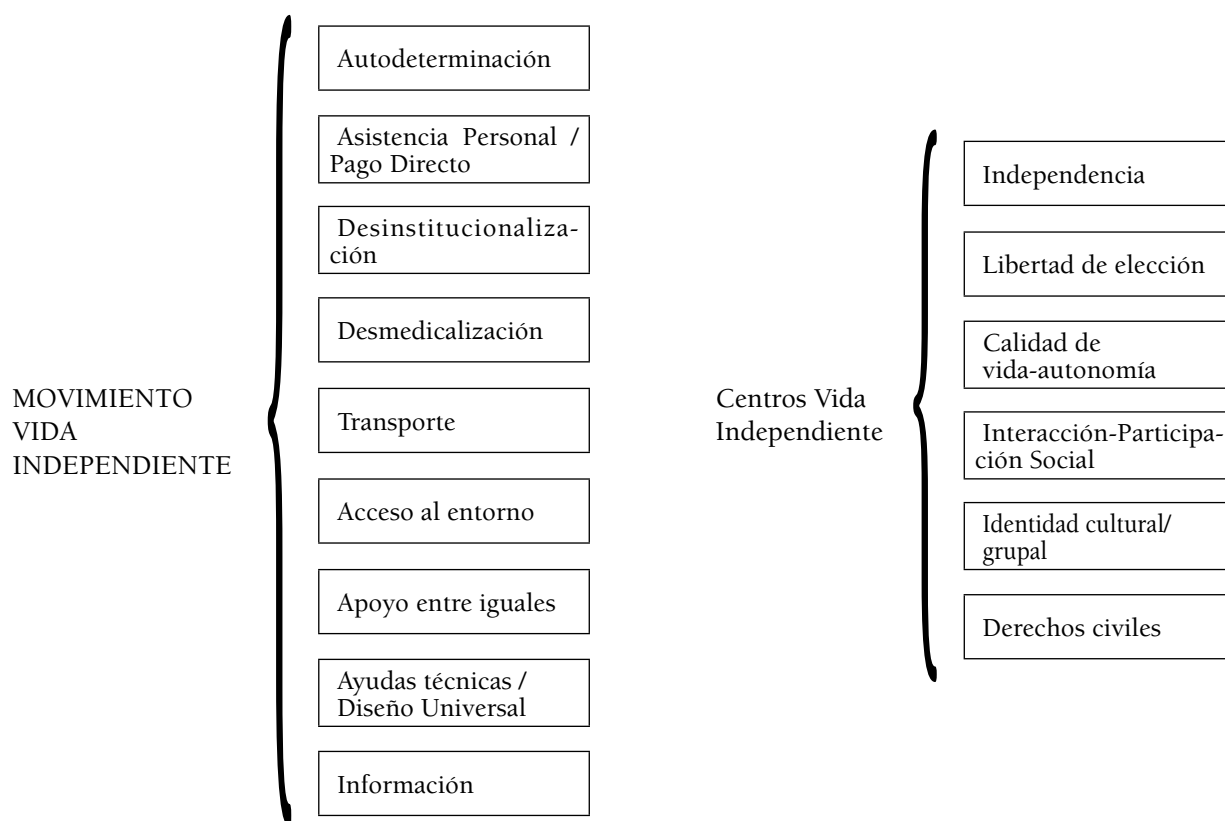 MOVIMIENTO
VIDA
INDEPENDIENTE
Autodeterminación
Asistencia Personal /
Pago Directo
Desinstitucionaliza-
ción
Desmedicalización
Transporte
Acceso al entorno
Apoyo entre iguales
Ayudas técnicas /
Diseño Universal
Información
Centros Vida
Independiente
Independencia
Libertad de elección
Calidad de
vida-autonomía
Interacción-Participa-
ción Social
Identidad cultural/
grupal
Derechos civiles